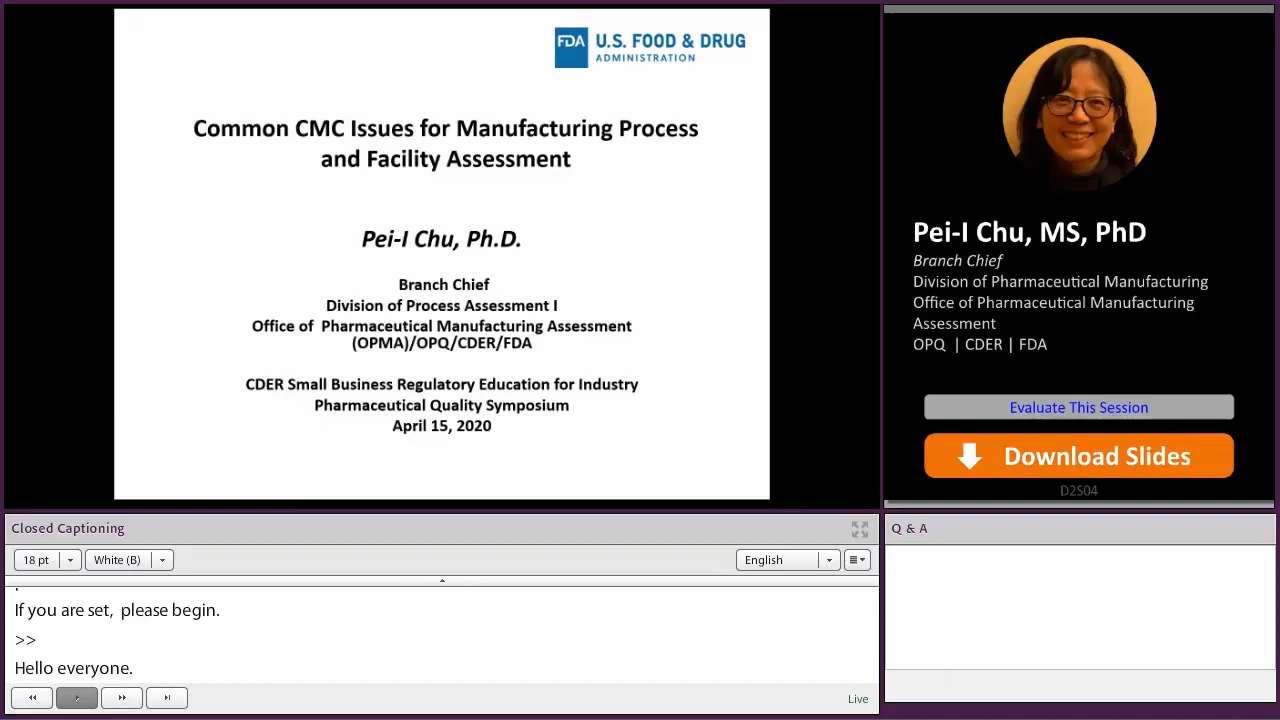 FDA U.S. FOOD & DRUG
ADMINISTRATION
Common CMC Issues for Manufacturing Process
and Facility Assessment
Pei-I Chu, Ph.D.
Branch Chief
Division of Process Assessment I
Office of Pharmaceutical Manufacturing Assessment
(OPMA)/OPQ/CDER/FDA
CDER Small Business Regulatory Education for Industry
Pharmaceutical Quality Symposium
April 15, 2020
Pei-I Chu, MS, PhD
Branch Chief
Division of Pharmaceutical Manufacturing
Office of Pharmaceutical Manufacturing
Assessment
OPQ | CDER | FDA
Evaluate This Session
Download Slides
D2S04
Closed Captioning
18 pt
White (B)
English
If you are set, please begin.
>>
Hello everyone.
Live
Q & A